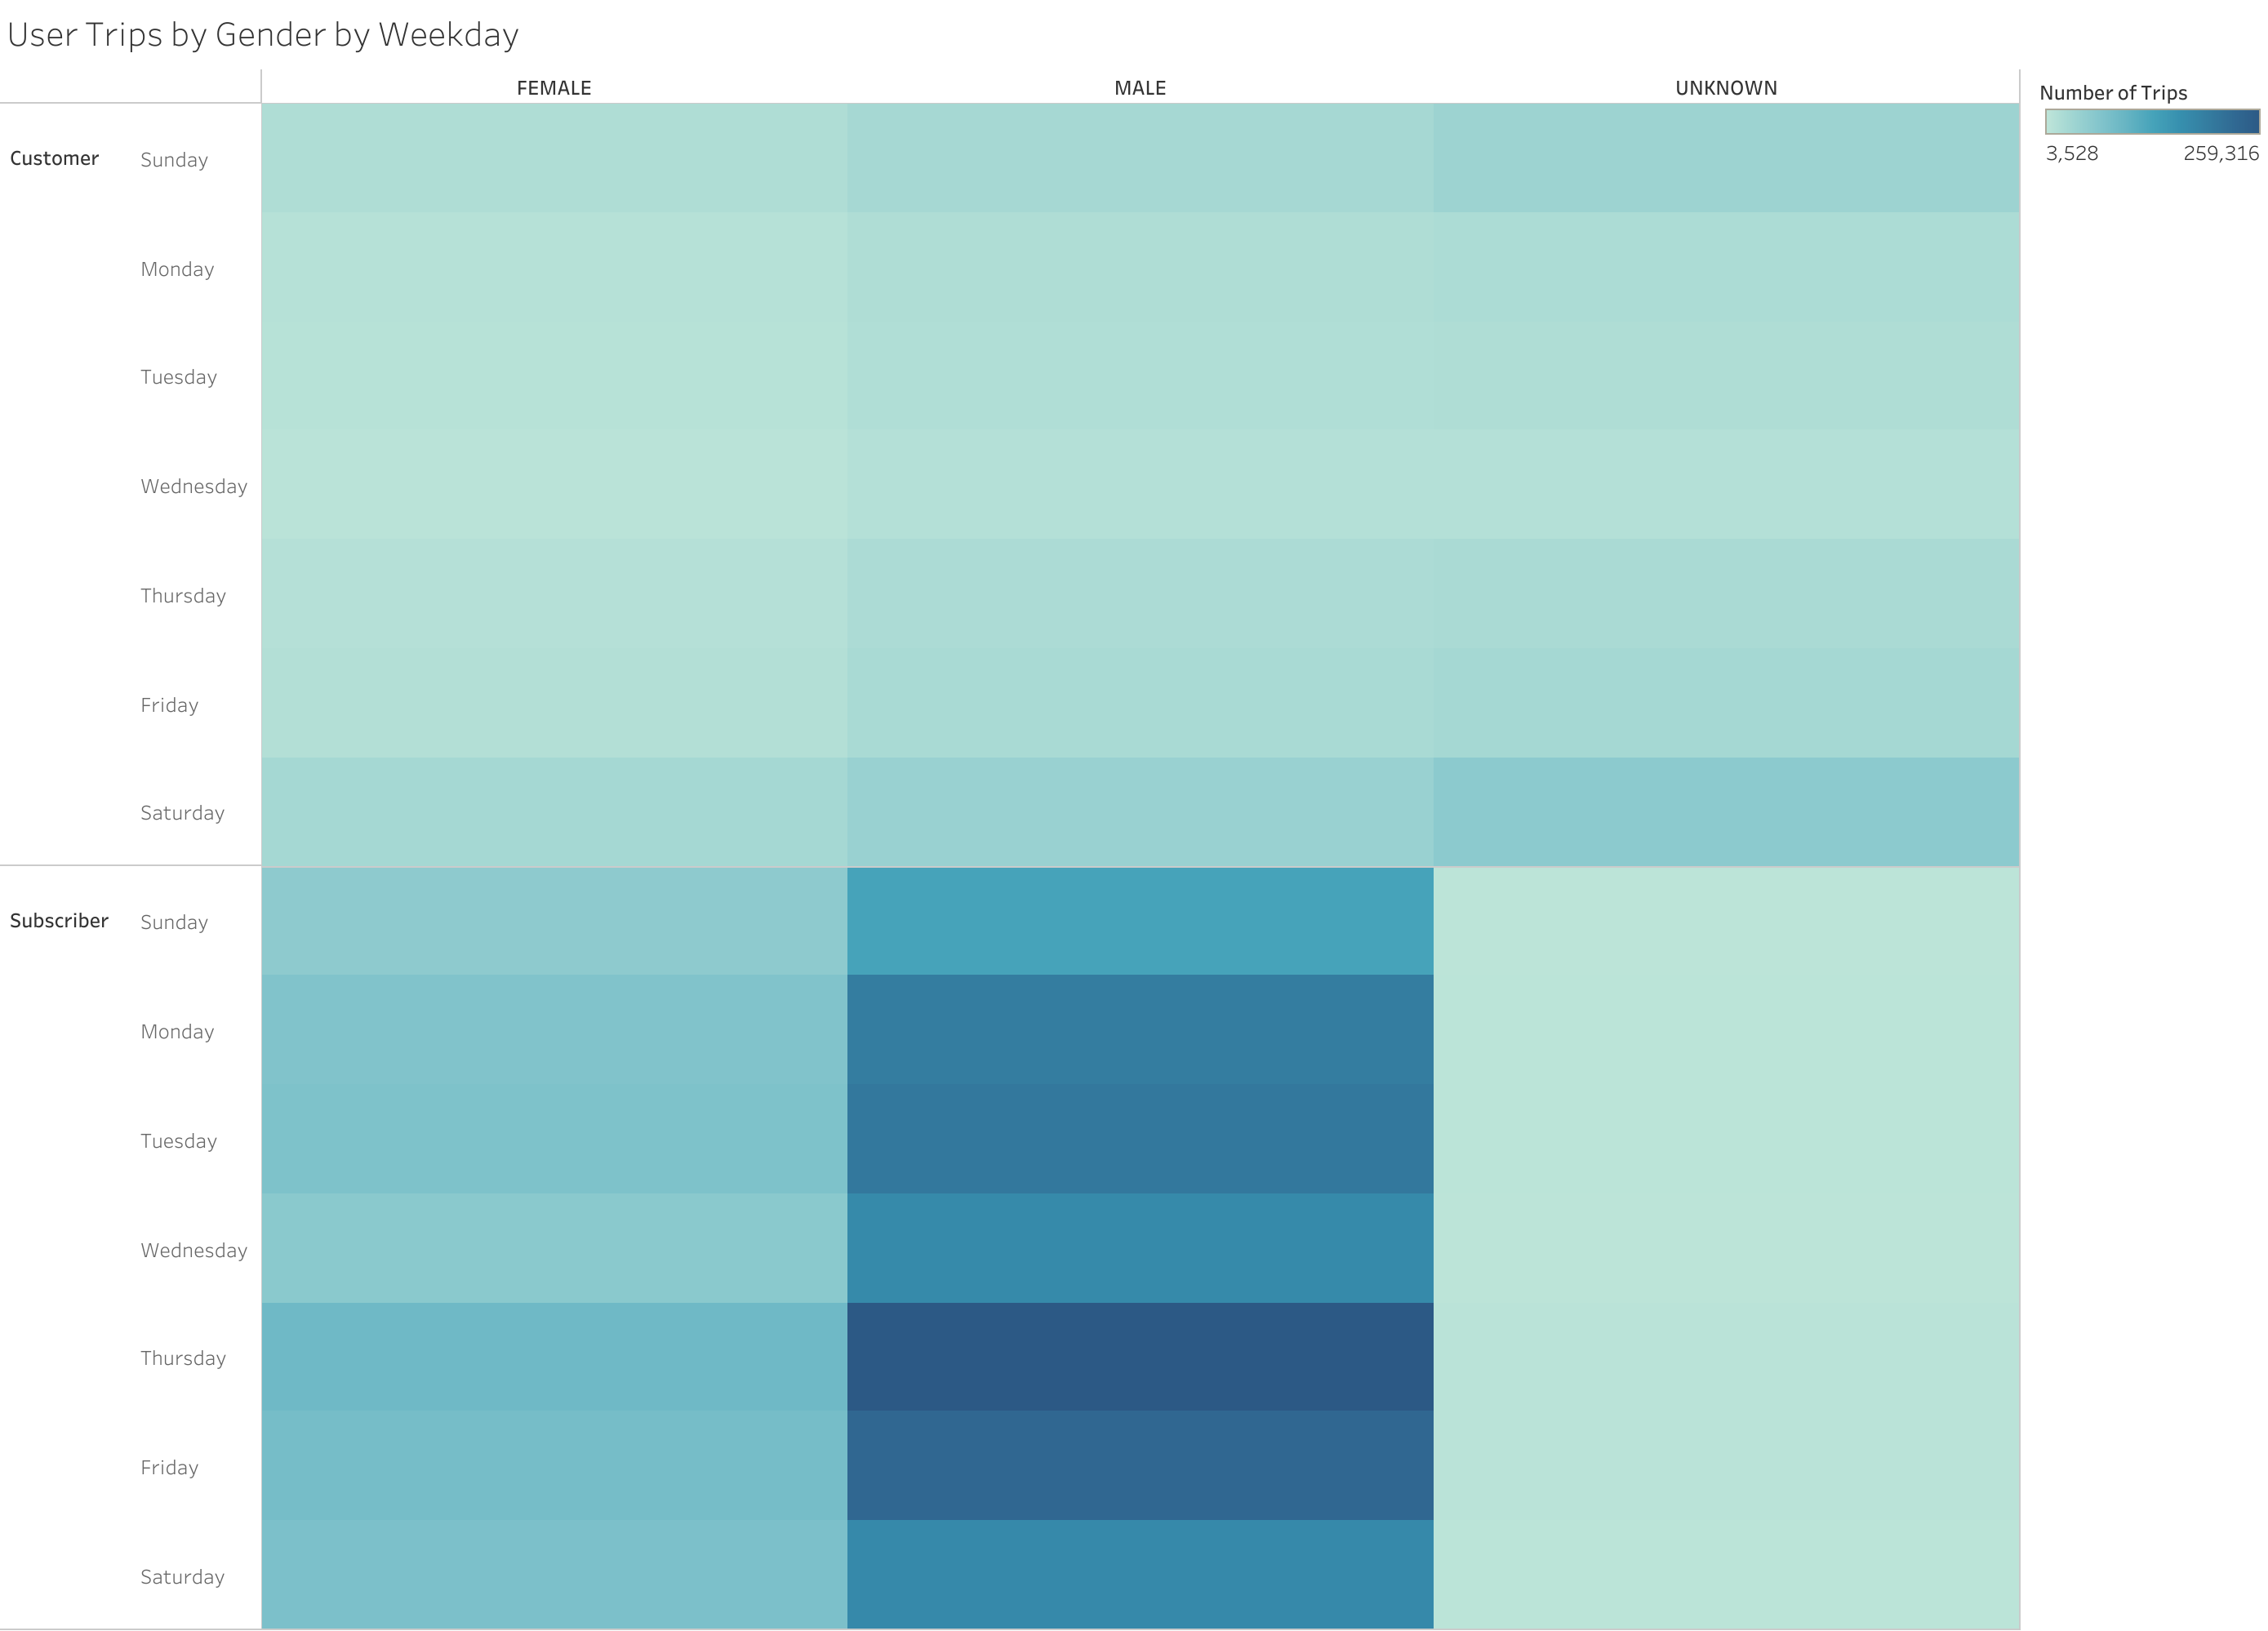 User Trips by Gender by Weekday
FEMALE MALE UNKNOWN
Number of Trips
3,528 259,316
Customer Sunday
Monday
Tuesday
Wednesday
Thursday
Friday
Saturday
Subscriber Sunday
Monday
Tuesday
Wednesday
Thursday
Friday
Saturday